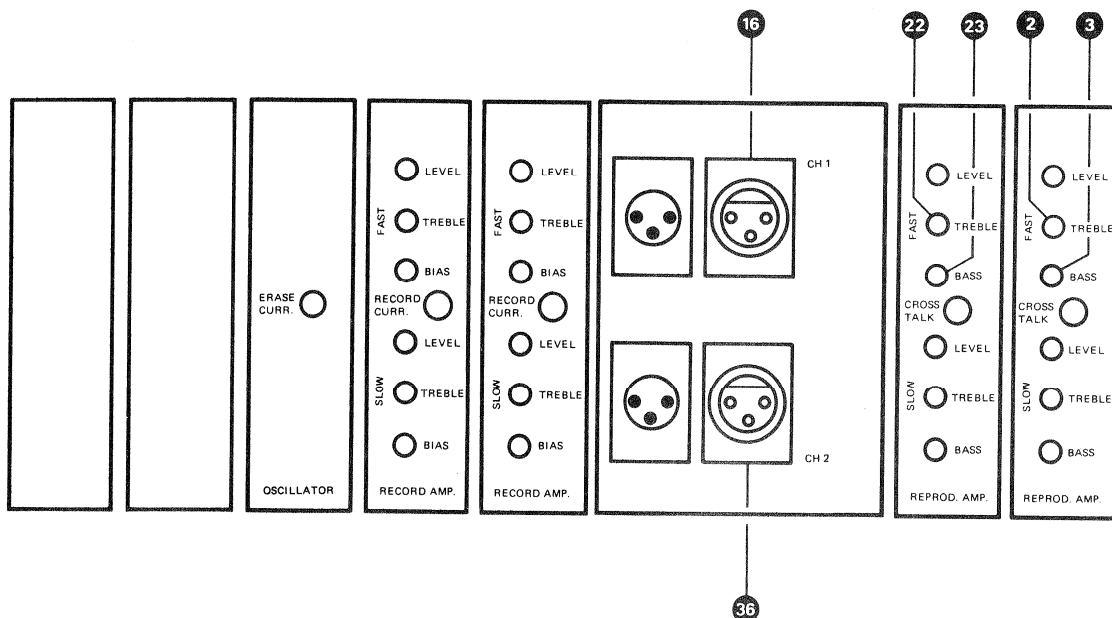 16 22 23 2 3
ERASE CURR.
OSCILLATOR
FAST
LEVEL
TREBLE
BIAS
RECORD CURR.
SLOW
LEVEL
TREBLE
BIAS
RECORD AMP.
FAST
LEVEL
TREBLE
BIAS
RECORD CURR.
SLOW
LEVEL
TREBLE
BIAS
RECORD AMP.
CH 1
CH 2
FAST
LEVEL
TREBLE
BASS
CROSS TALK
SLOW
LEVEL
TREBLE
BASS
REPROD. AMP.
FAST
LEVEL
TREBLE
BASS
CROSS TALK
SLOW
LEVEL
TREBLE
BASS
REPROD. AMP.
36